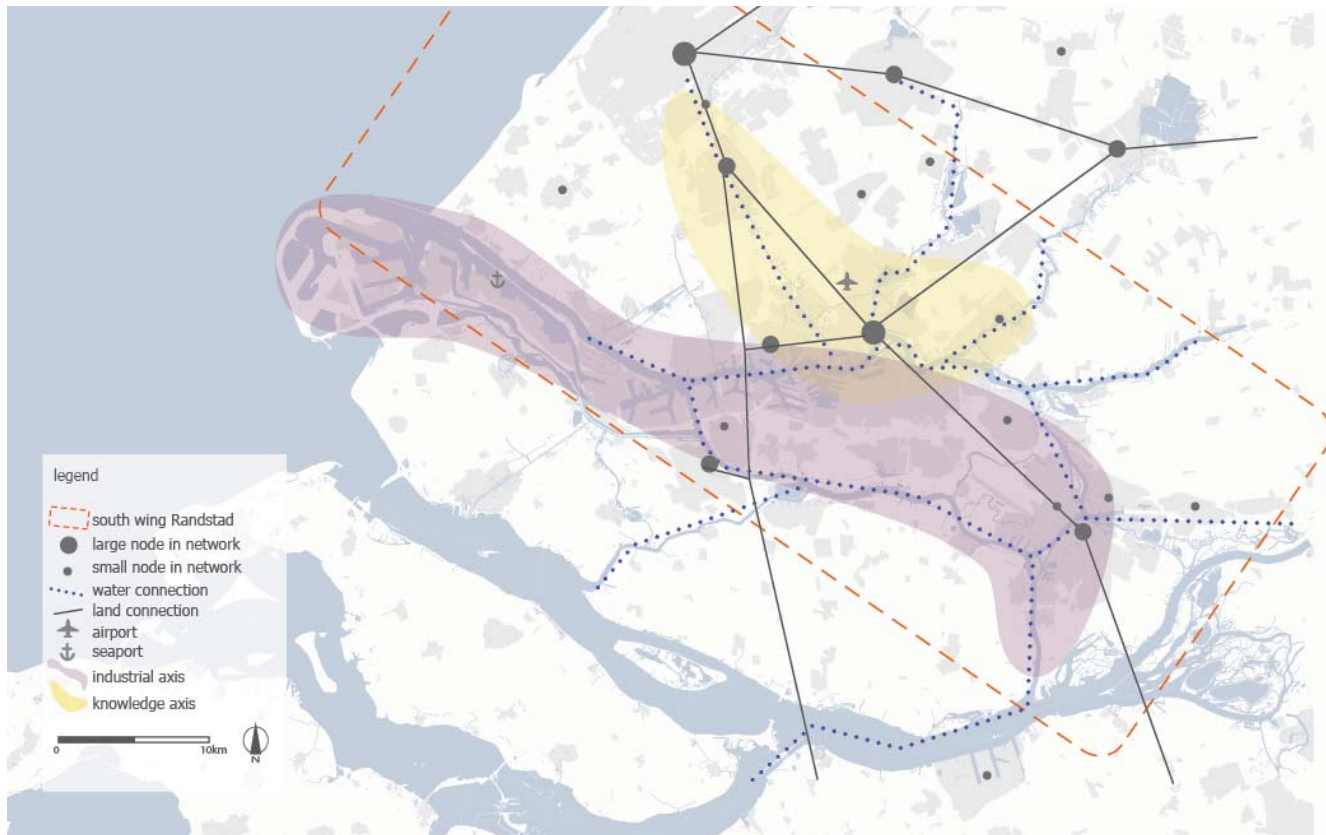 legend
south wing Randstad
large node in network
small node in network
water connection
land connection
airport
seaport
industrial axis
knowledge axis
0 10km
N